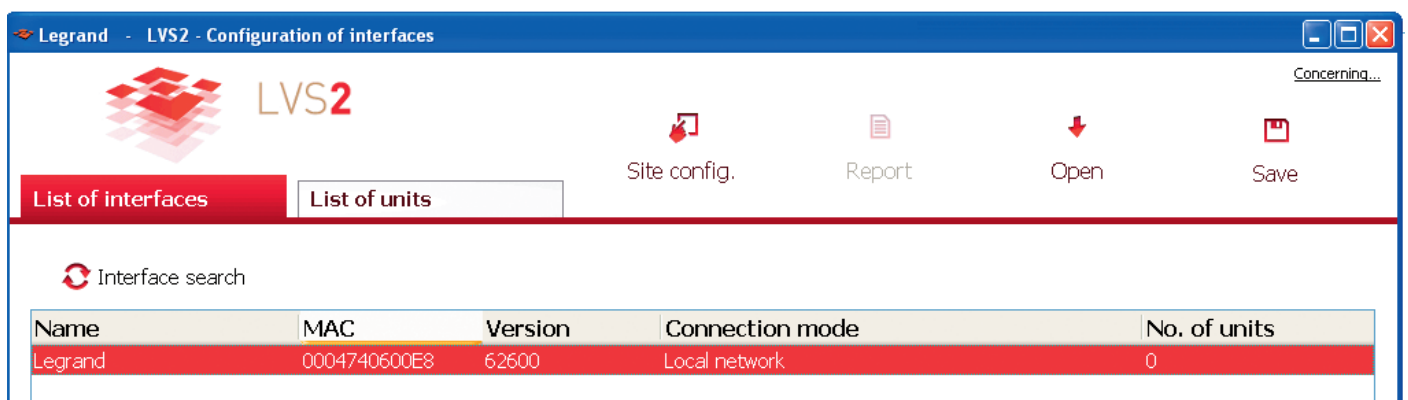 Legrand - LVS2 - Configuration of interfaces
Concerning...
LVS2
Site config. Report Open Save
List of interfaces List of units
Interface search
Name MAC Version Connection mode No. of units
Legrand 0004740600E8 62600 Local network 0